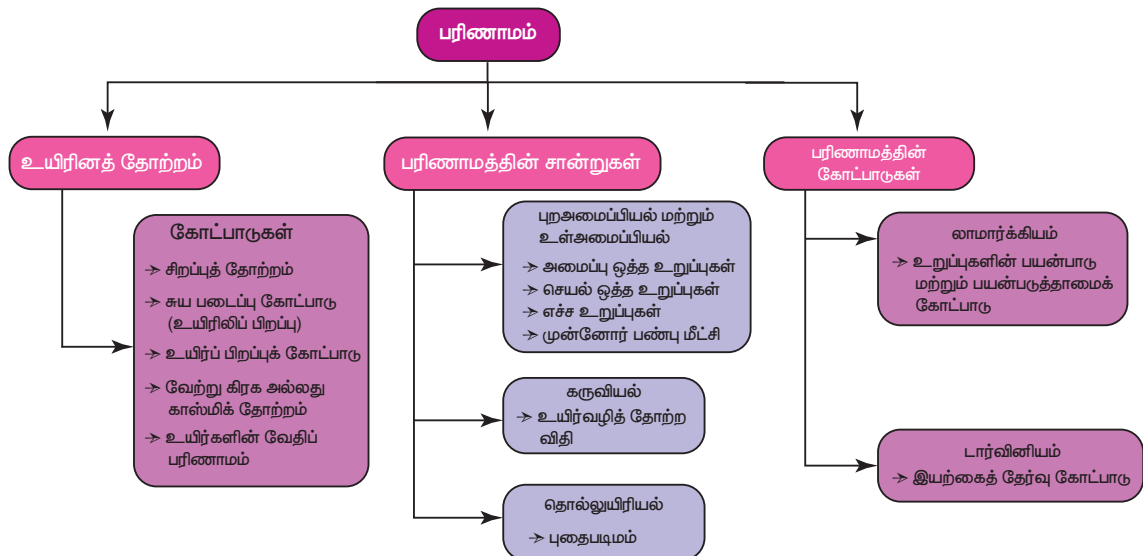 பரிணாமம்
உயிரினத் தோற்றம்
கோட்பாடுகள்
→ சிறப்புத் தோற்றம்
→ சுய படைப்பு கோட்பாடு
(உயிரிலிப் பிறப்பு)
→ உயிர்ப் பிறப்புக் கோட்பாடு
→ வேற்று கிரக அல்லது
காஸ்மிக் தோற்றம்
→ உயிர்களின் வேதிப்
பரிணாமம்
பரிணாமத்தின் சான்றுகள்
புறஅமைப்பியல் மற்றும்
உள்அமைப்பியல்
→ அமைப்பு ஒத்த உறுப்புகள்
→ செயல் ஒத்த உறுப்புகள்
→ எச்ச உறுப்புகள்
→ முன்னோர் பண்பு மீட்சி
கருவியல்
→ உயிர்வழித் தோற்ற
விதி
தொல்லுயிரியல்
→ புதைபடிமம்
பரிணாமத்தின்
கோட்பாடுகள்
லாமார்க்கியம்
→ உறுப்புகளின் பயன்பாடு
மற்றும் பயன்படுத்தாமைக்
கோட்பாடு
டார்வினியம்
→ இயற்கைத் தேர்வு கோட்பாடு